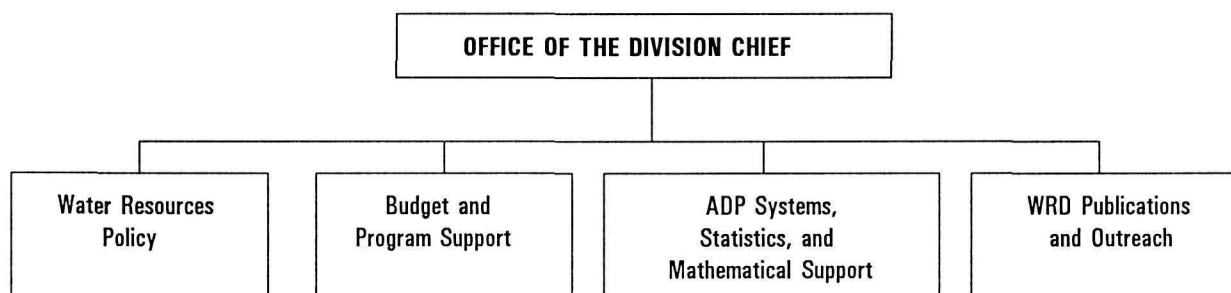 OFFICE OF THE DIVISION CHIEF
Water Resources
Policy
Budget and
Program Support
ADP Systems,
Statistics, and
Mathematical Support
WRD Publications
and Outreach